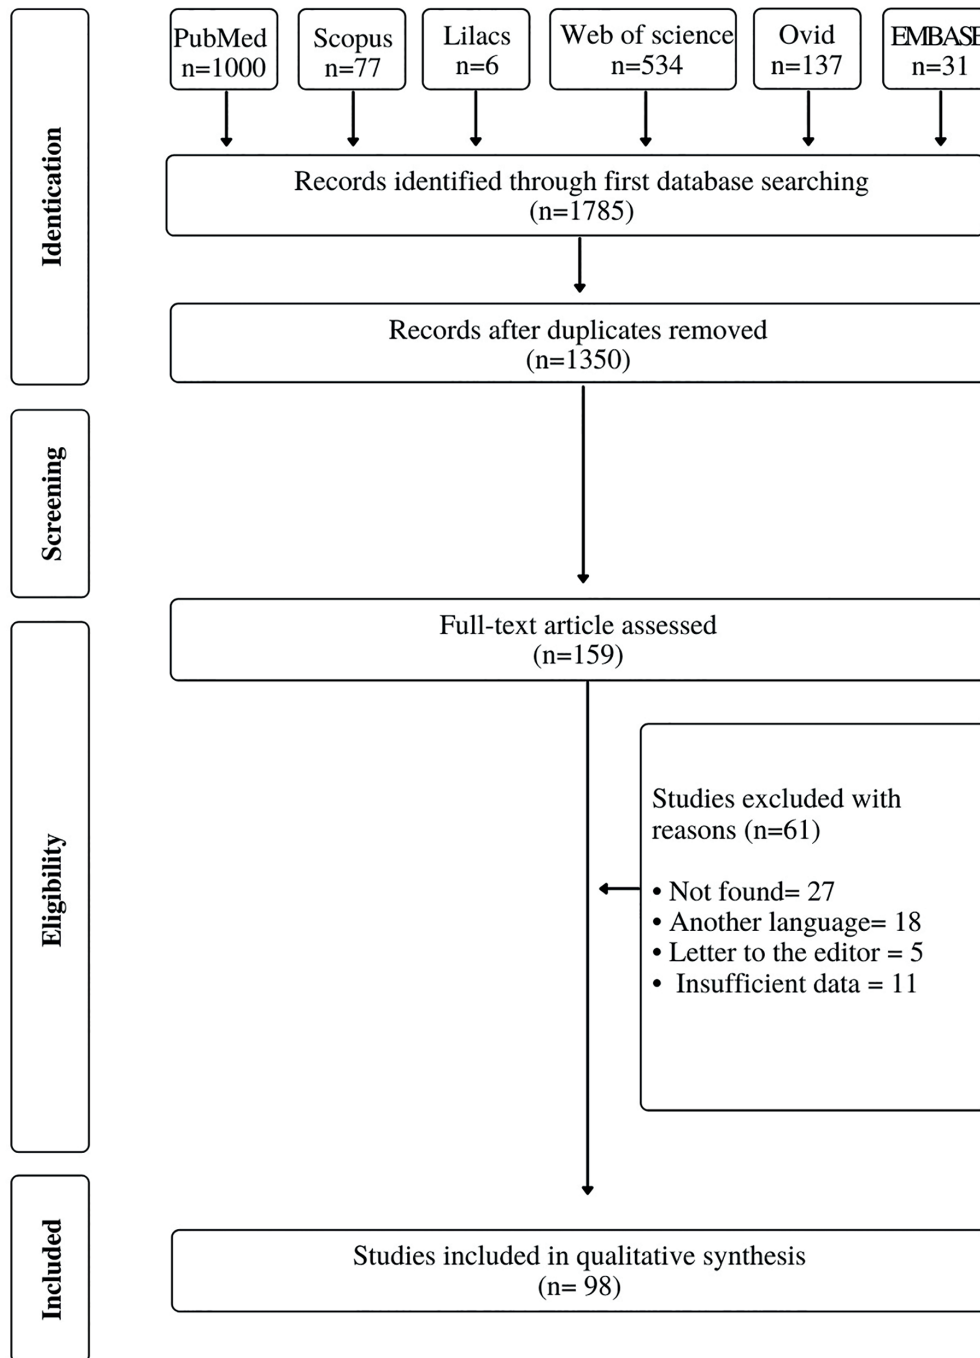 PubMed
n=1000
Scopus
n=77
Lilacs
n=6
Web of science
n=534
Ovid
n=137
EMBASE
n=31
Identication
Records identified through first database searching
(n=1785)
Records after duplicates removed
(n=1350)
Screening
Full-text article assessed
(n=159)
Eligibility
Studies excluded with
reasons (n=61)
• Not found= 27
• Another language= 18
• Letter to the editor = 5
• Insufficient data = 11
Included
Studies included in qualitative synthesis
(n= 98)